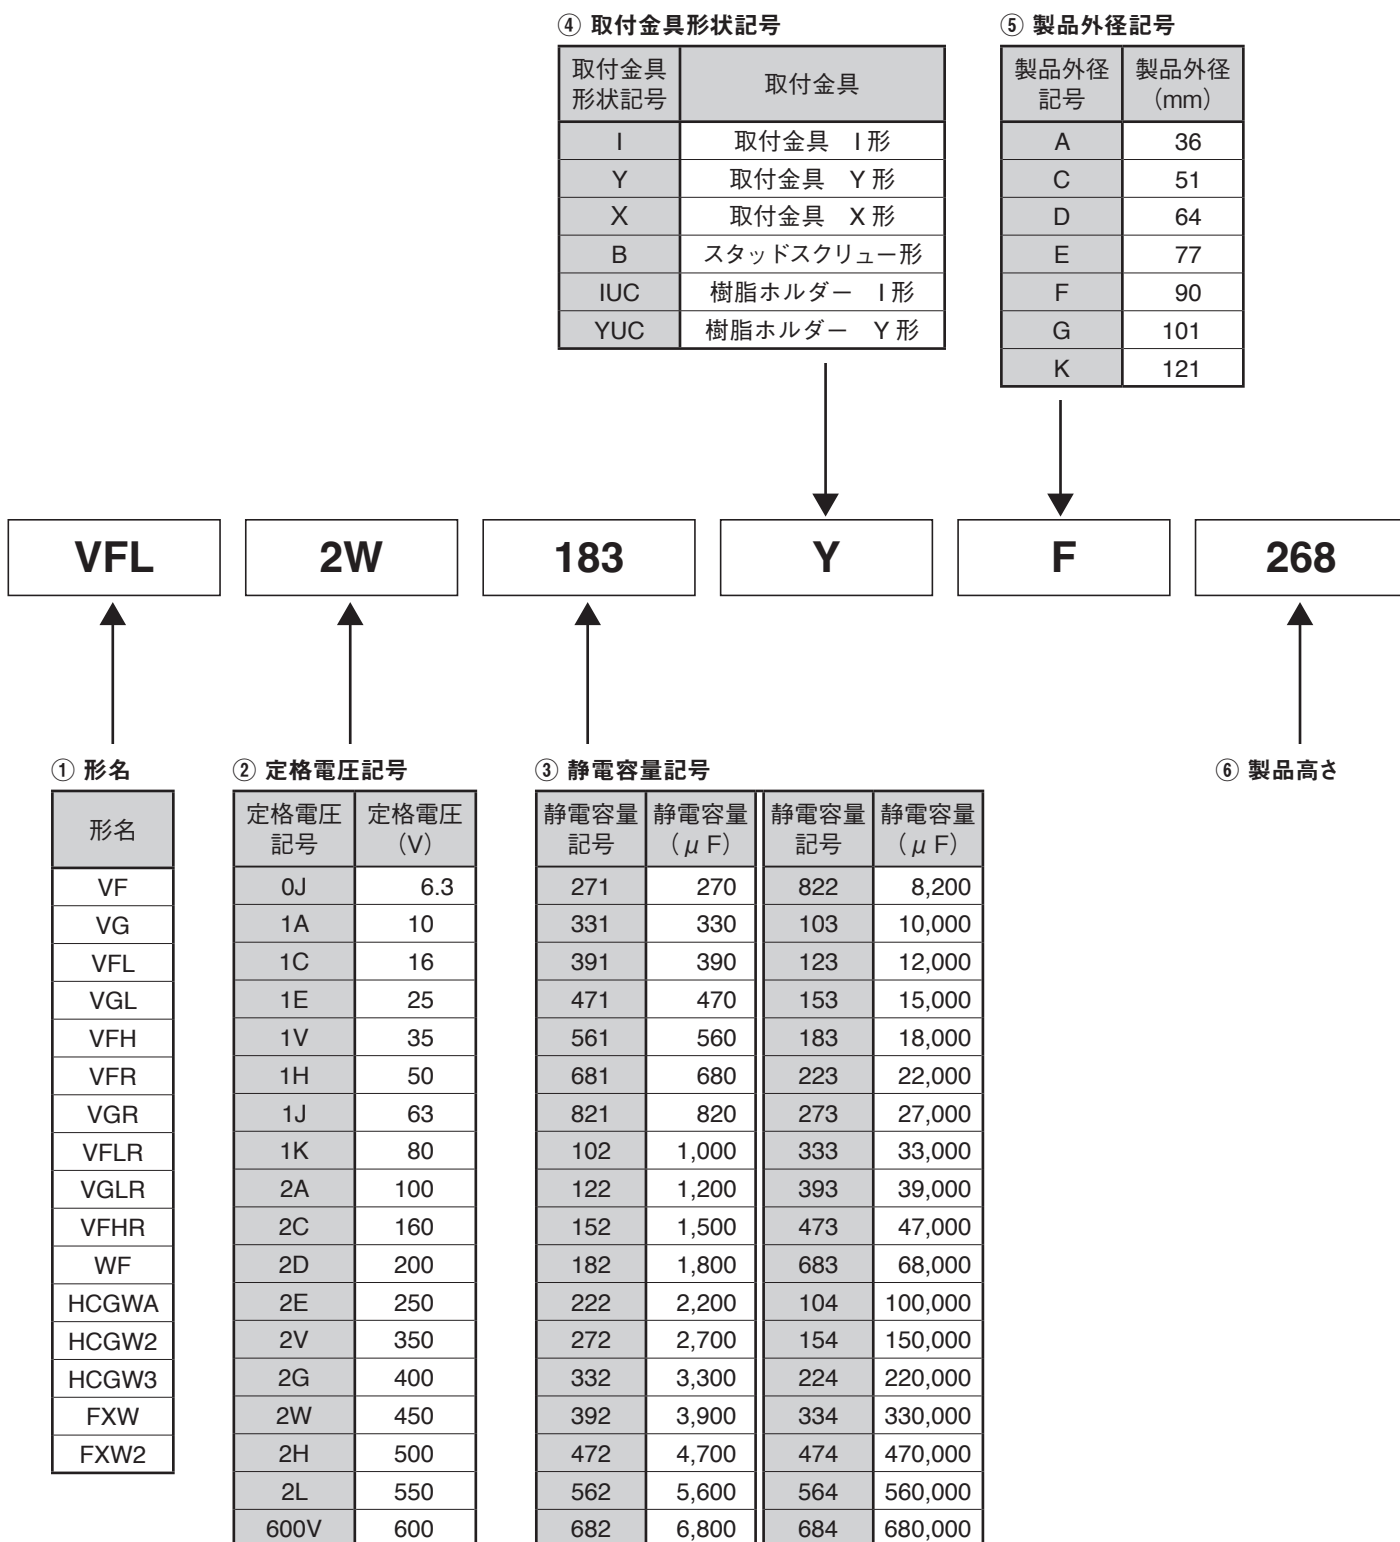 ④ 取付金具形状記号
取付金具形状記号 取付金具
I 取付金具 I 形
Y 取付金具 Y 形
X 取付金具 X 形
B スタッドスクリュー形
IUC 樹脂ホルダー I 形
YUC 樹脂ホルダー Y 形
⑤ 製品外径記号
製品外径記号 製品外径（mm）
A 36
C 51
D 64
E 77
F 90
G 101
K 121
VFL 2W 183 Y F 268
① 形名
形名
VF
VG
VFL
VGL
VFH
VFR
VGR
VFLR
VGLR
VFHR
WF
HCGWA
HCGW2
HCGW3
FXW
FXW2
② 定格電圧記号
定格電圧記号 定格電圧（V）
0J 6.3
1A 10
1C 16
1E 25
1V 35
1H 50
1J 63
1K 80
2A 100
2C 160
2D 200
2E 250
2V 350
2G 400
2W 450
2H 500
2L 550
600V 600
③ 静電容量記号
静電容量記号 静電容量（μ F） 静電容量記号 静電容量（μ F）
271 270 822 8,200
331 330 103 10,000
391 390 123 12,000
471 470 153 15,000
561 560 183 18,000
681 680 223 22,000
821 820 273 27,000
102 1,000 333 33,000
122 1,200 393 39,000
152 1,500 473 47,000
182 1,800 683 68,000
222 2,200 104 100,000
272 2,700 154 150,000
332 3,300 224 220,000
392 3,900 334 330,000
472 4,700 474 470,000
562 5,600 564 560,000
682 6,800 684 680,000
⑥ 製品高さ